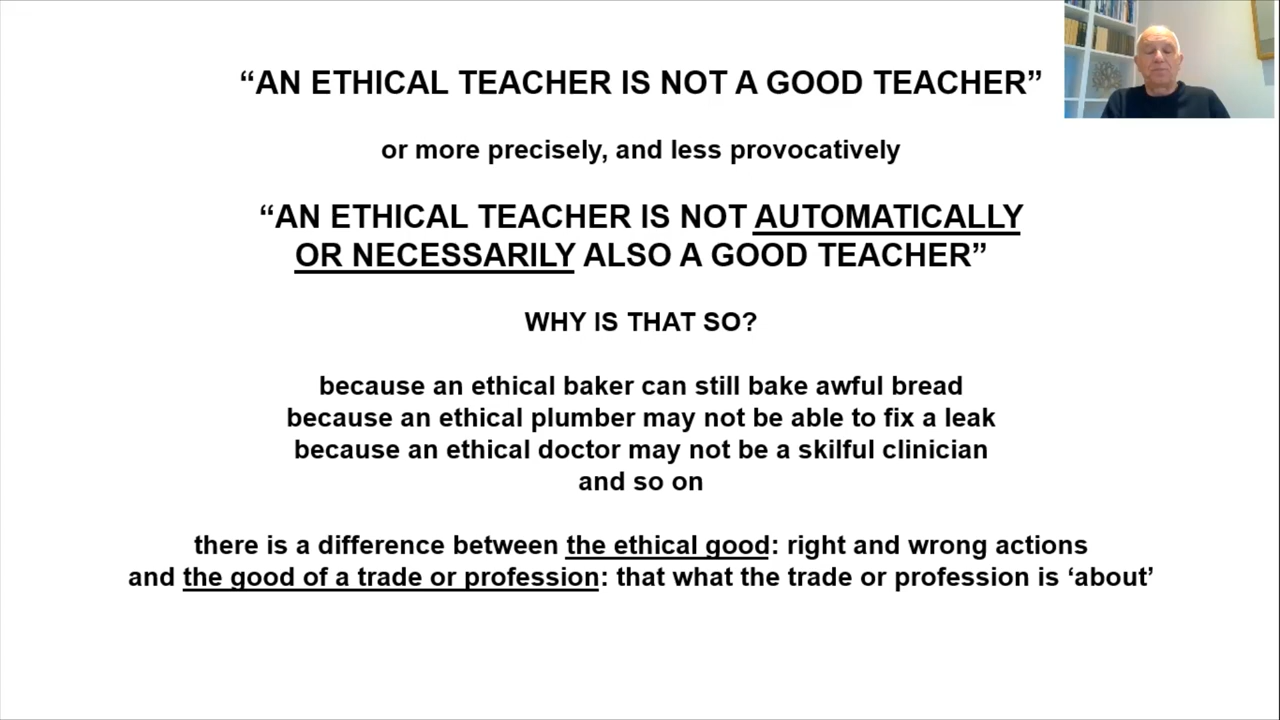 “AN ETHICAL TEACHER IS NOT A GOOD TEACHER”
or more precisely, and less provocatively
“AN ETHICAL TEACHER IS NOT AUTOMATICALLY
OR NECESSARILY ALSO A GOOD TEACHER”
WHY IS THAT SO?
because an ethical baker can still bake awful bread
because an ethical plumber may not be able to fix a leak
because an ethical doctor may not be a skilful clinician
and so on
there is a difference between the ethical good: right and wrong actions
and the good of a trade or profession: that what the trade or profession is ‘about’